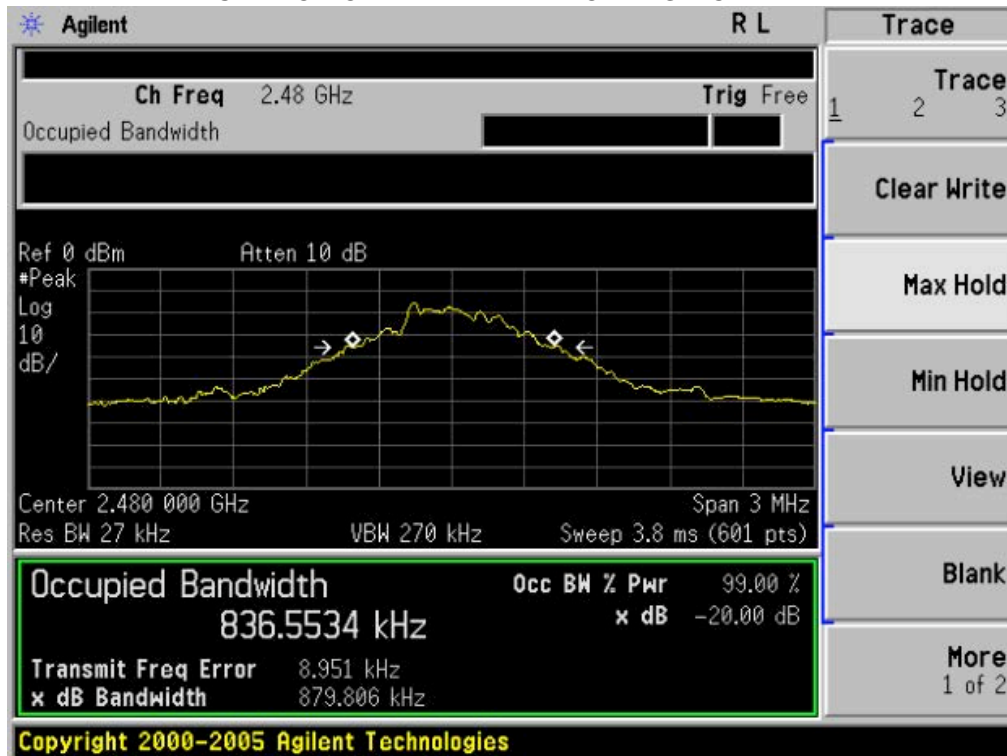 Agilent R L Trace
Ch Freq 2.48 GHz Trig Free
Occupied Bandwidth
Trace
1 2 3
Clear Write
Max Hold
Min Hold
View
Blank
More
1 of 2
Ref 0 dBm Atten 10 dB
#Peak
Log
10
dB/
Center 2.480 000 GHz Span 3 MHz
Res BW 27 kHz VBW 270 kHz Sweep 3.8 ms (601 pts)
Occupied Bandwidth Occ BW % Pwr 99.00 %
836.5534 kHz x dB -20.00 dB
Transmit Freq Error 8.951 kHz
x dB Bandwidth 879.806 kHz
Copyright 2000-2005 Agilent Technologies